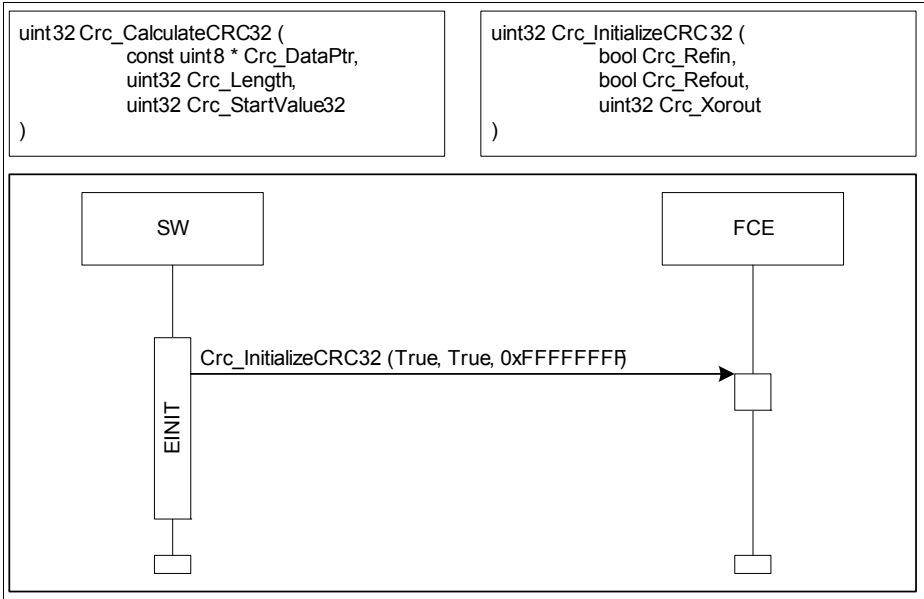 uint32 Crc_CalculateCRC32 (
const uint8 * Crc_DataPtr,
uint32 Crc_Length,
uint32 Crc_StartValue32
)
uint32 Crc_InitializeCRC32 (
bool Crc_Refin,
bool Crc_Refout,
uint32 Crc_Xorout
)
SW
FCE
Crc_InitializeCRC32 (True, True, 0xFFFFFFFF)
EINIT